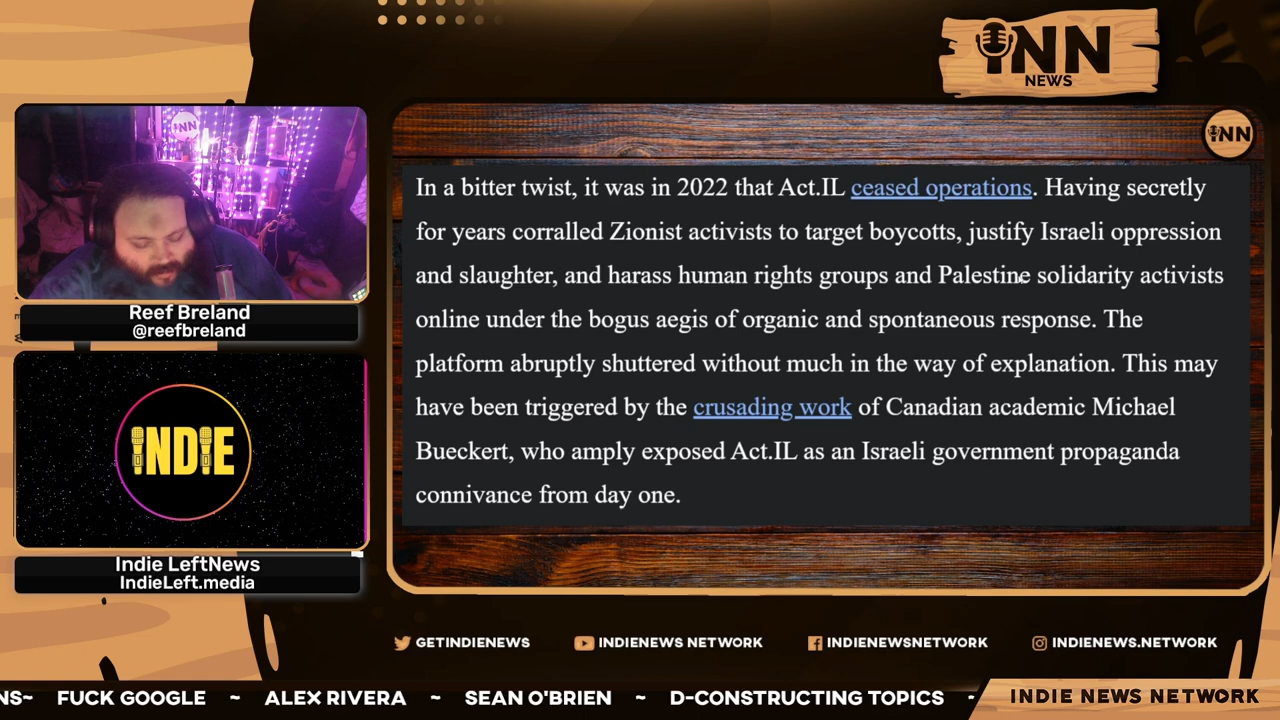 iNN
NEWS
iNN
iNN
In a bitter twist, it was in 2022 that Act.IL ceased operations. Having secretly
for years corralled Zionist activists to target boycotts, justify Israeli oppression
and slaughter, and harass human rights groups and Palestine solidarity activists
online under the bogus aegis of organic and spontaneous response. The
platform abruptly shuttered without much in the way of explanation. This may
have been triggered by the crusading work of Canadian academic Michael
Bueckert, who amply exposed Act.IL as an Israeli government propaganda
connivance from day one.
Reef Breland
@reefbreland
iNDiE
Indie LeftNews
IndieLeft.media
GETINDIENEWS
INDIENEWS NETWORK
INDIENEWSNETWORK
INDIENEWS.NETWORK
NS~ FUCK GOOGLE ~ ALEX RIVERA ~ SEAN O'BRIEN ~ D-CONSTRUCTING TOPICS -
INDIE NEWS NETWORK